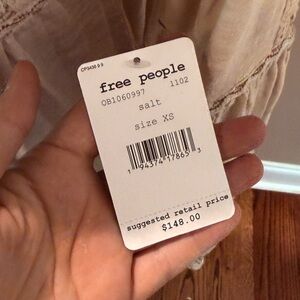 free people
OB1060997 1102
salt
size XS
suggested retail price
$148.00